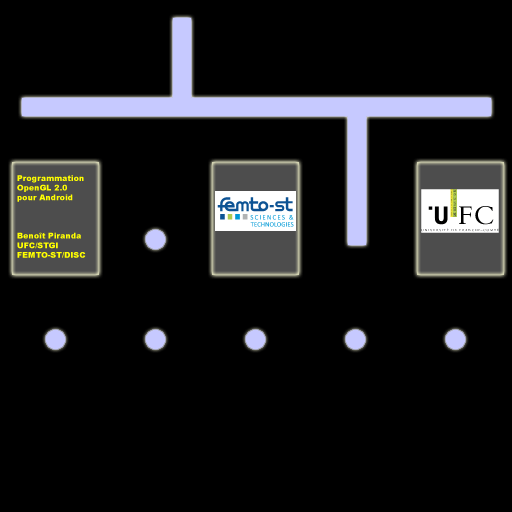 Programmation
OpenGL 2.0
pour Android
Benoît Piranda
UFC/STGI
FEMTO-ST/DISC
femto-st
SCIENCES &
TECHNOLOGIES
UFC
UNIVERSITÉ DE FRANCHE-COMTÉ